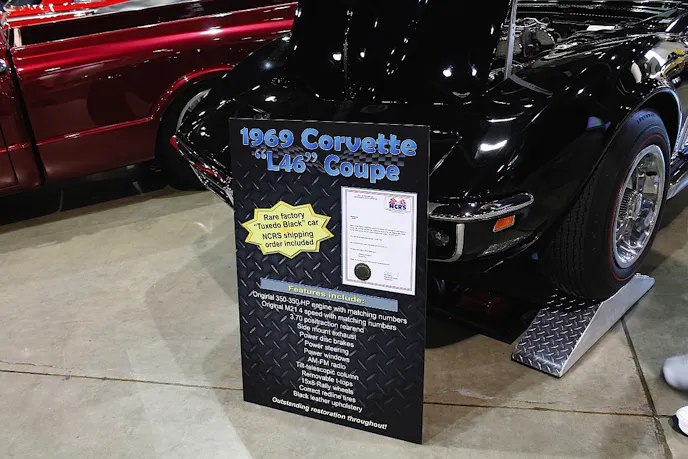 1969 Corvette
"L46" Coupe
Rare factory
"Tuxedo Black" car
NCRS shipping
order included
NCRS
Features include:
Original 350-350-HP engine with matching numbers
Original M21 4 speed with matching numbers
3.70 positraction rearend
Side mount exhaust
Power disc brakes
Power steering
Power windows
AM-FM radio
Tilt-telescopic column
Removable t-tops
15x8-Rally wheels
Correct redline tires
Black leather upholstery
Outstanding restoration throughout!